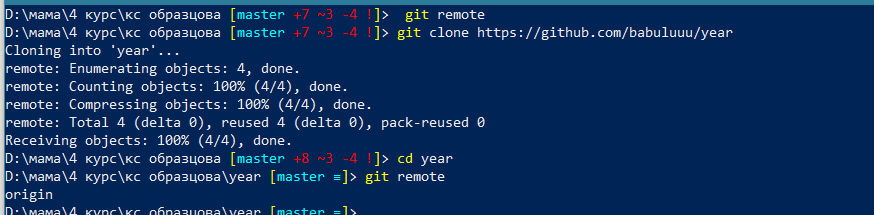 D:\мама\4 курс\кс образцова [master +7 ~3 -4 !]>  git remote
D:\мама\4 курс\кс образцова [master +7 ~3 -4 !]> git clone https://github.com/babuluuu/year
Cloning into 'year'...
remote: Enumerating objects: 4, done.
remote: Counting objects: 100% (4/4), done.
remote: Compressing objects: 100% (4/4), done.
remote: Total 4 (delta 0), reused 4 (delta 0), pack-reused 0
Receiving objects: 100% (4/4), done.
D:\мама\4 курс\кс образцова [master +8 ~3 -4 !]> cd year
D:\мама\4 курс\кс образцова\year [master ≡]> git remote
origin
D:\мама\4 курс\кс образцова\year [master ≡]>